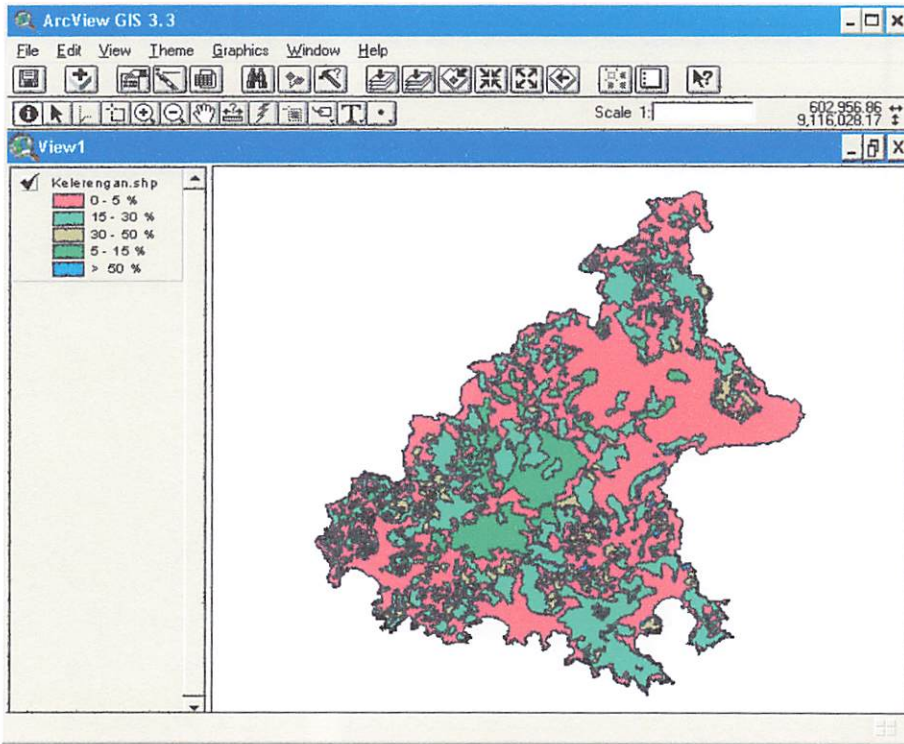 ArcView GIS 3.3
File Edit View Theme Graphics Window Help
Scale 1:
602,956.86
9,116,028.17
View1
Kelerengan.shp
0 - 5 %
15 - 30 %
30 - 50 %
5 - 15 %
> 50 %